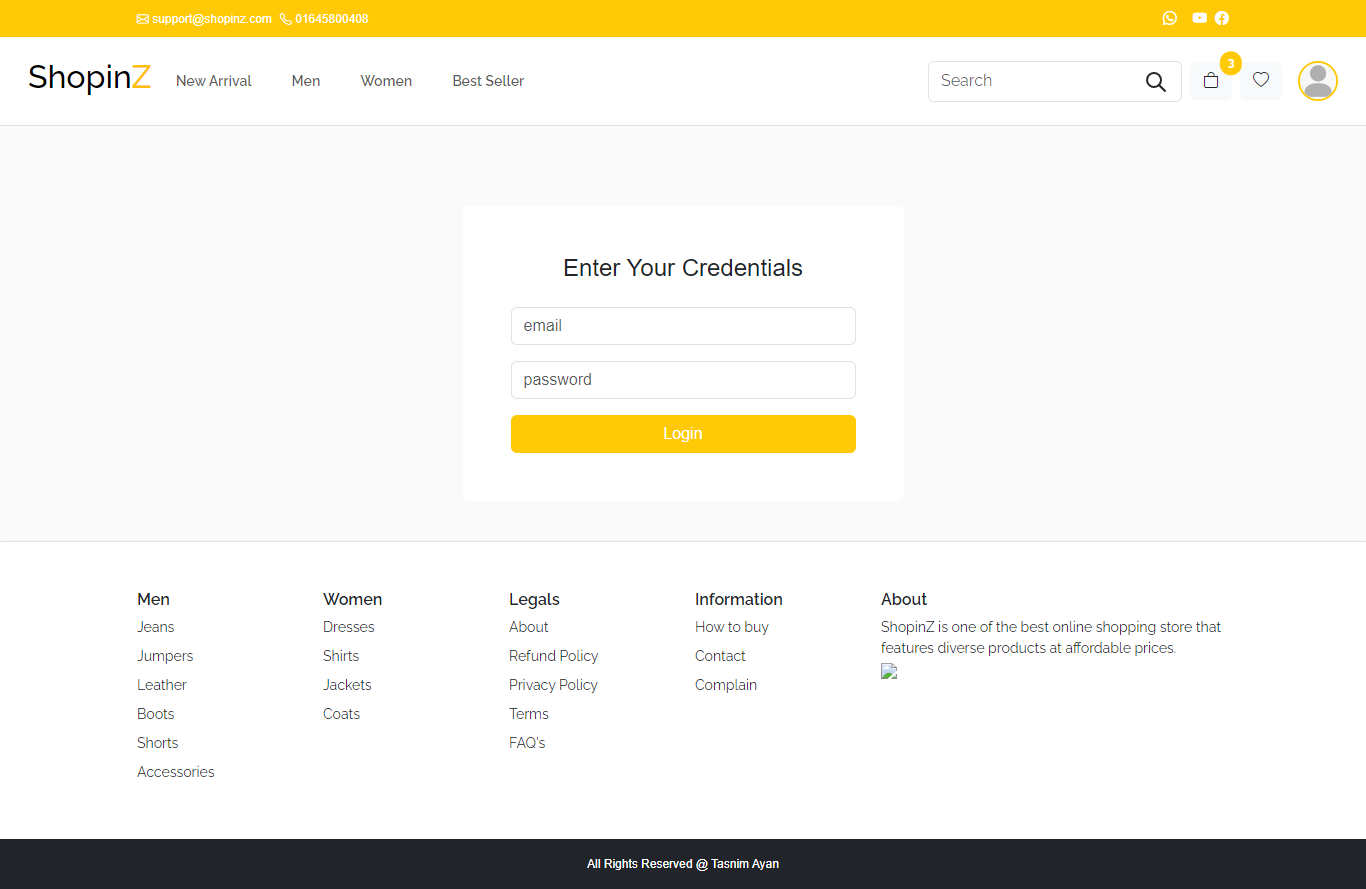 support@shopinz.com 01645800408
ShopinZ New Arrival Men Women Best Seller Search 3
Enter Your Credentials
email
password
Login
Men
Jeans
Jumpers
Leather
Boots
Shorts
Accessories
Women
Dresses
Shirts
Jackets
Coats
Legals
About
Refund Policy
Privacy Policy
Terms
FAQ's
Information
How to buy
Contact
Complain
About
ShopinZ is one of the best online shopping store that
features diverse products at affordable prices.
All Rights Reserved @ Tasnim Ayan